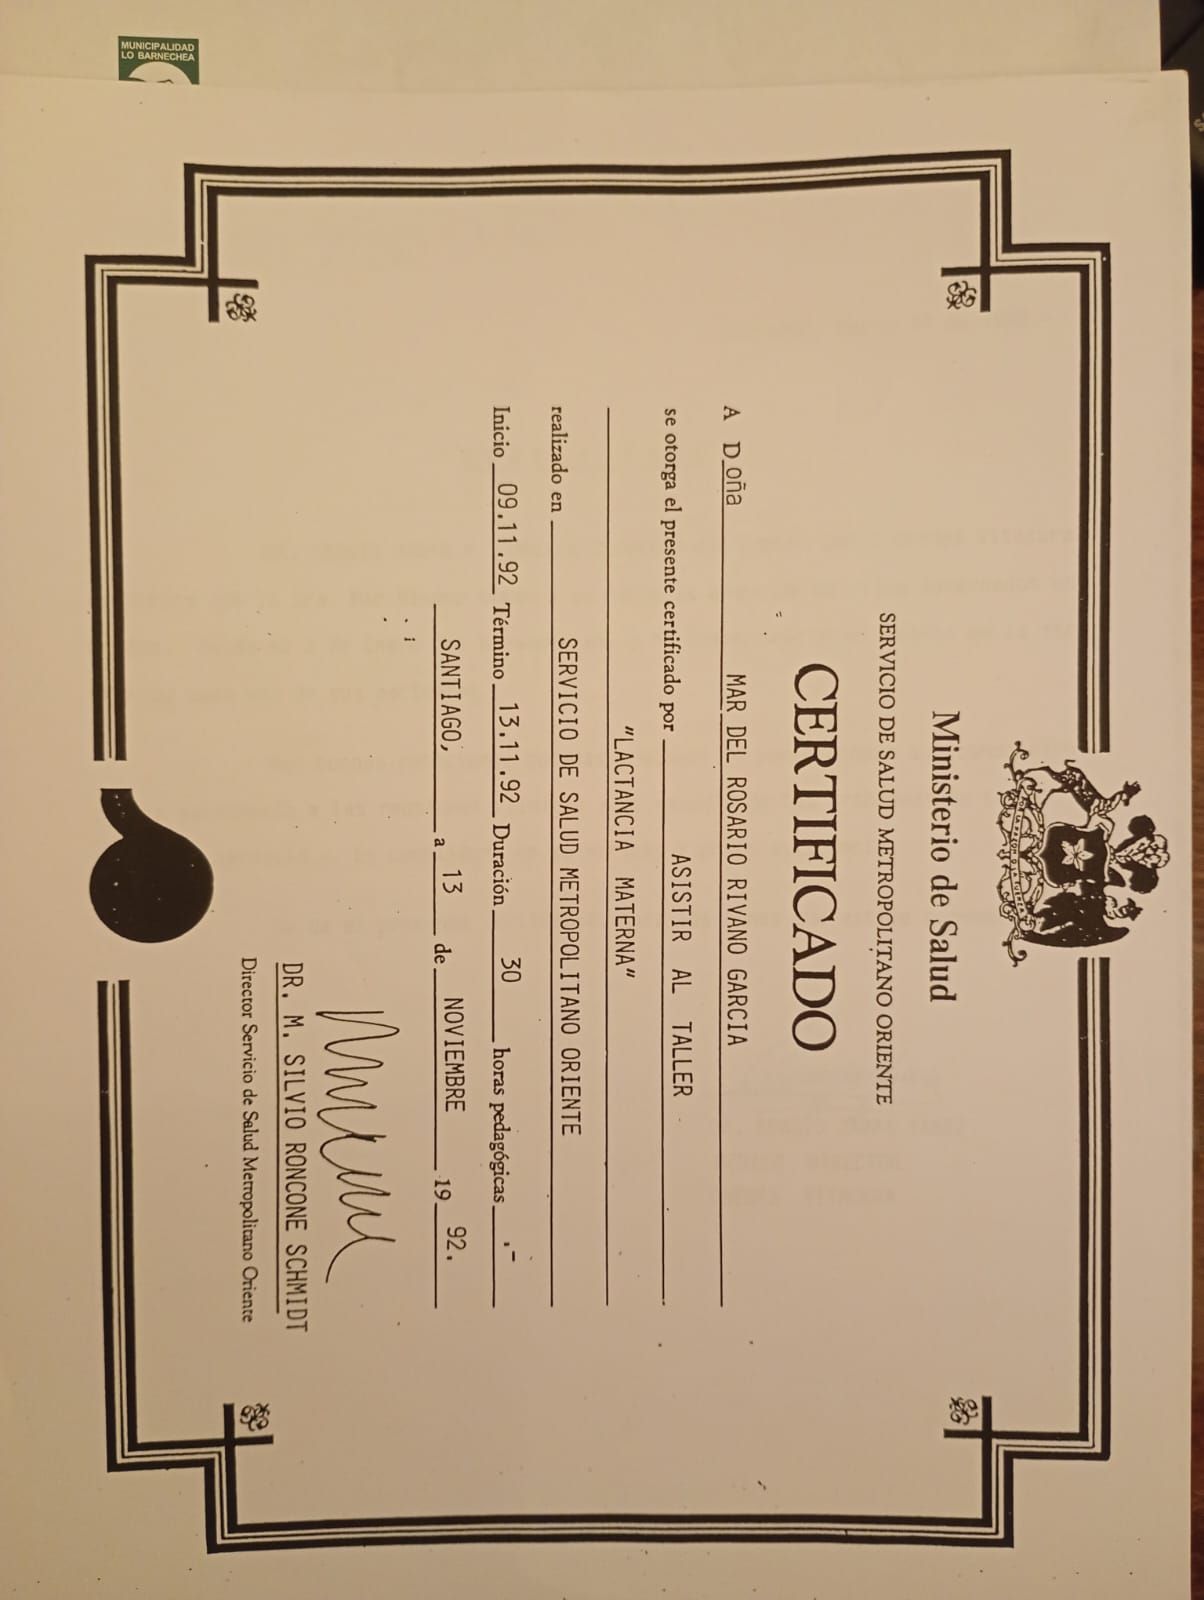 MUNICIPALIDAD
LO BARNECHEA
Ministerio de Salud
SERVICIO DE SALUD METROPOLITANO ORIENTE
CERTIFICADO
A Doña MAR DEL ROSARIO RIVANO GARCIA
se otorga el presente certificado por ASISTIR AL TALLER
"LACTANCIA MATERNA"
realizado en SERVICIO DE SALUD METROPOLITANO ORIENTE
Inicio 09.11.92 Término 13.11.92 Duración 30 horas pedagógicas .-
SANTIAGO, a 13 de NOVIEMBRE 19 92.
DR. M. SILVIO RONCONE SCHMIDT
Director Servicio de Salud Metropolitano Oriente